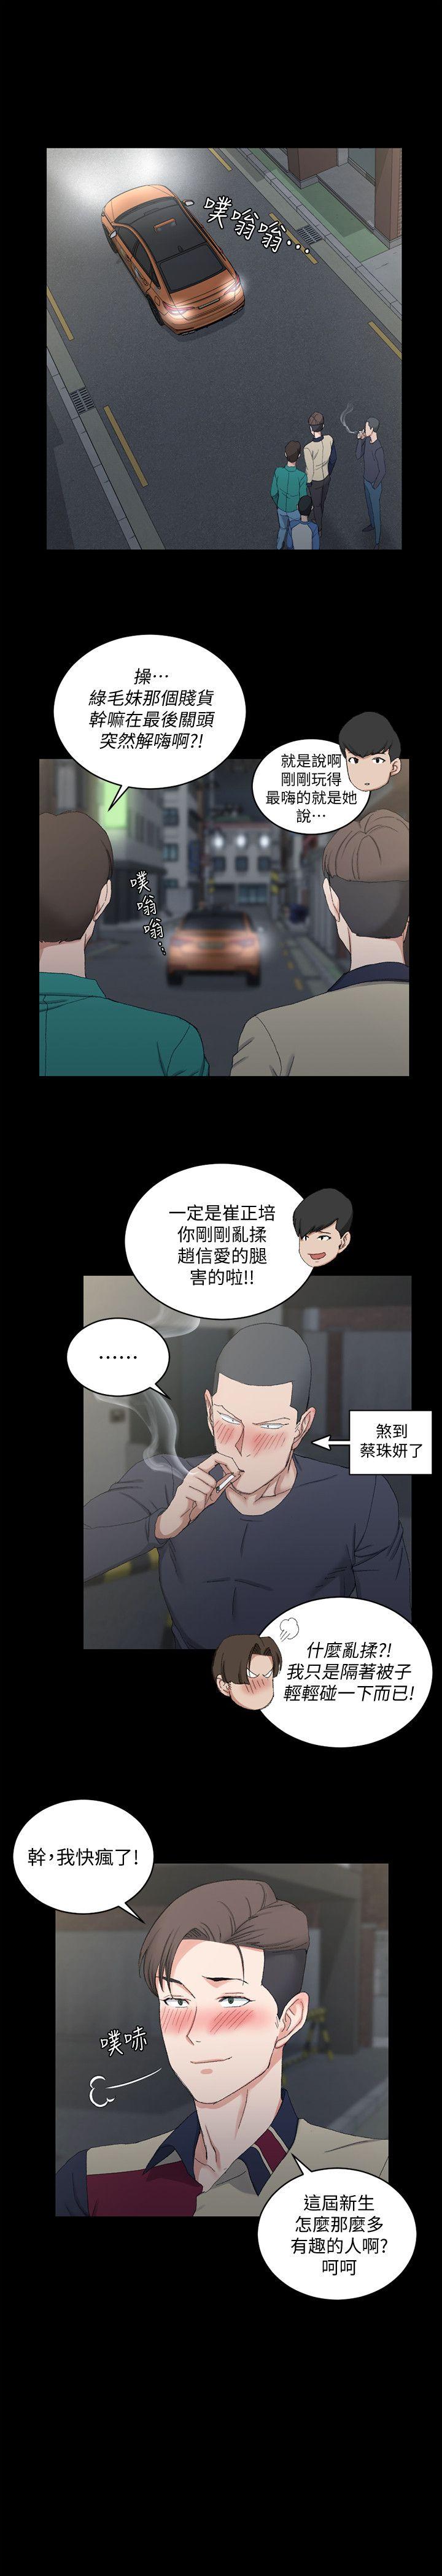 噗嗡嗡…
操…
綠毛妹那個賤貨
幹嘛在最後關頭
突然解嗨啊?!
就是說啊
剛剛玩得
最嗨的就是她
說…
噗
嗡
嗡
…
一定是崔正培
你剛剛亂揉
趙信愛的腿
害的啦!!
……
煞到
蔡珠妍了
什麼亂揉?!
我只是隔著被子
輕輕碰一下而已!
幹,我快瘋了!
噗哧
這屆新生
怎麼那麼多
有趣的人啊?
呵呵